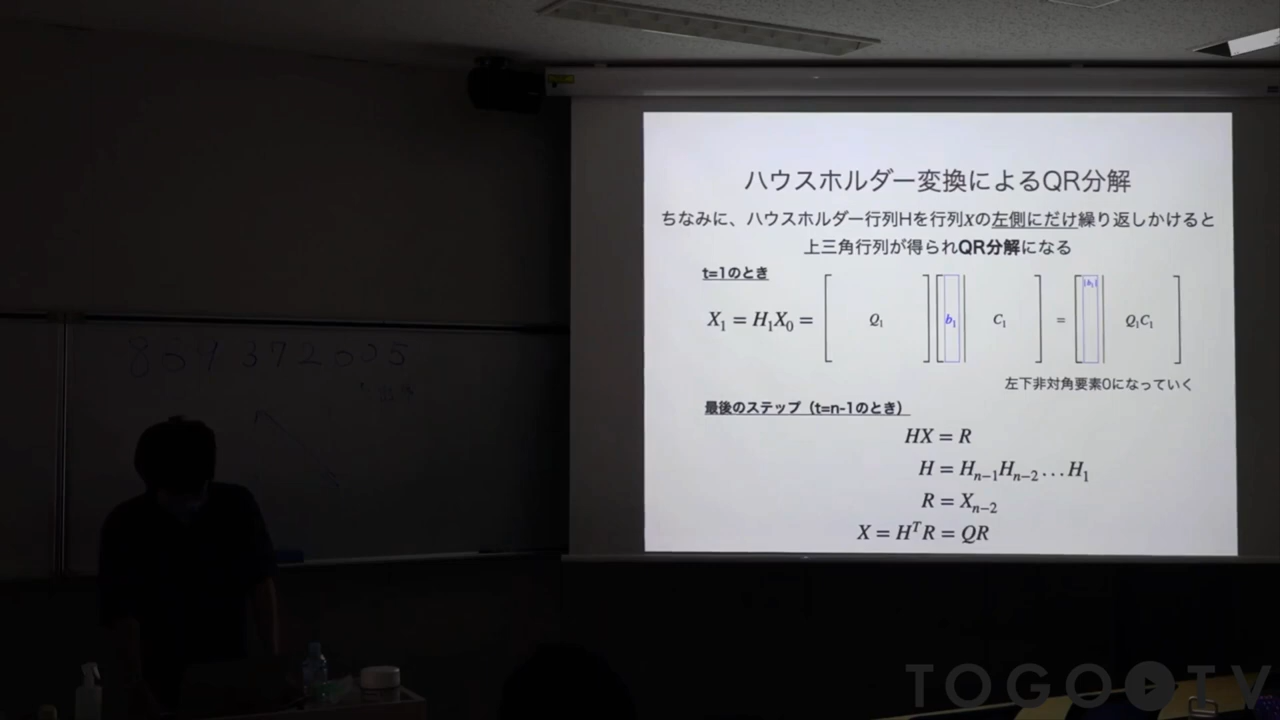 ハウスホルダー変換によるQR分解
ちなみに、ハウスホルダー行列Hを行列Xの左側にだけ繰り返しかけると
上三角行列が得られQR分解になる
t=1のとき
X₁ = H₁X₀ = [ Q₁ ] [ b₁ | C₁ ] = [ |b₁| | Q₁C₁ ]
左下非対角要素0になっていく
最後のステップ（t=n-1のとき）
HX = R
H = Hₙ₋₁Hₙ₋₂ … H₁
R = Xₙ₋₂
X = HᵀR = QR
TOGOTV